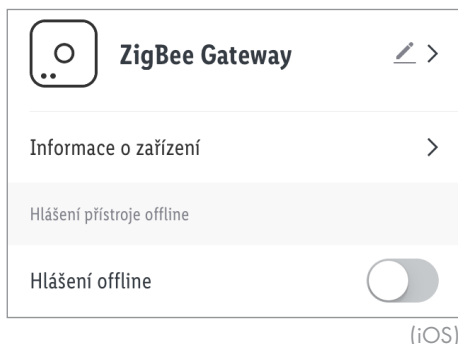 ZigBee Gateway
Informace o zařízení
Hlášení přístroje offline
Hlášení offline
(iOS)